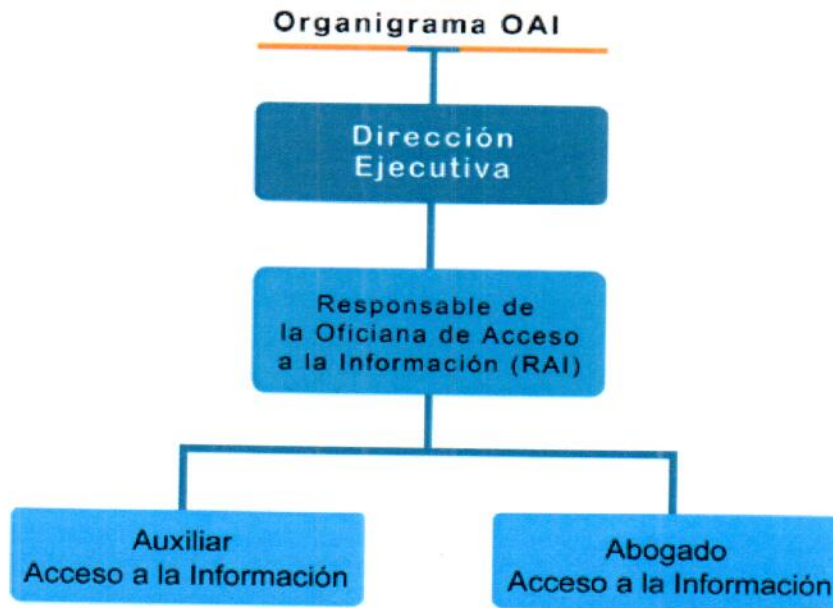 Organigrama OAI
Dirección
Ejecutiva
Responsable de
la Oficiana de Acceso
a la Información (RAI)
Auxiliar
Acceso a la Información
Abogado
Acceso a la Información